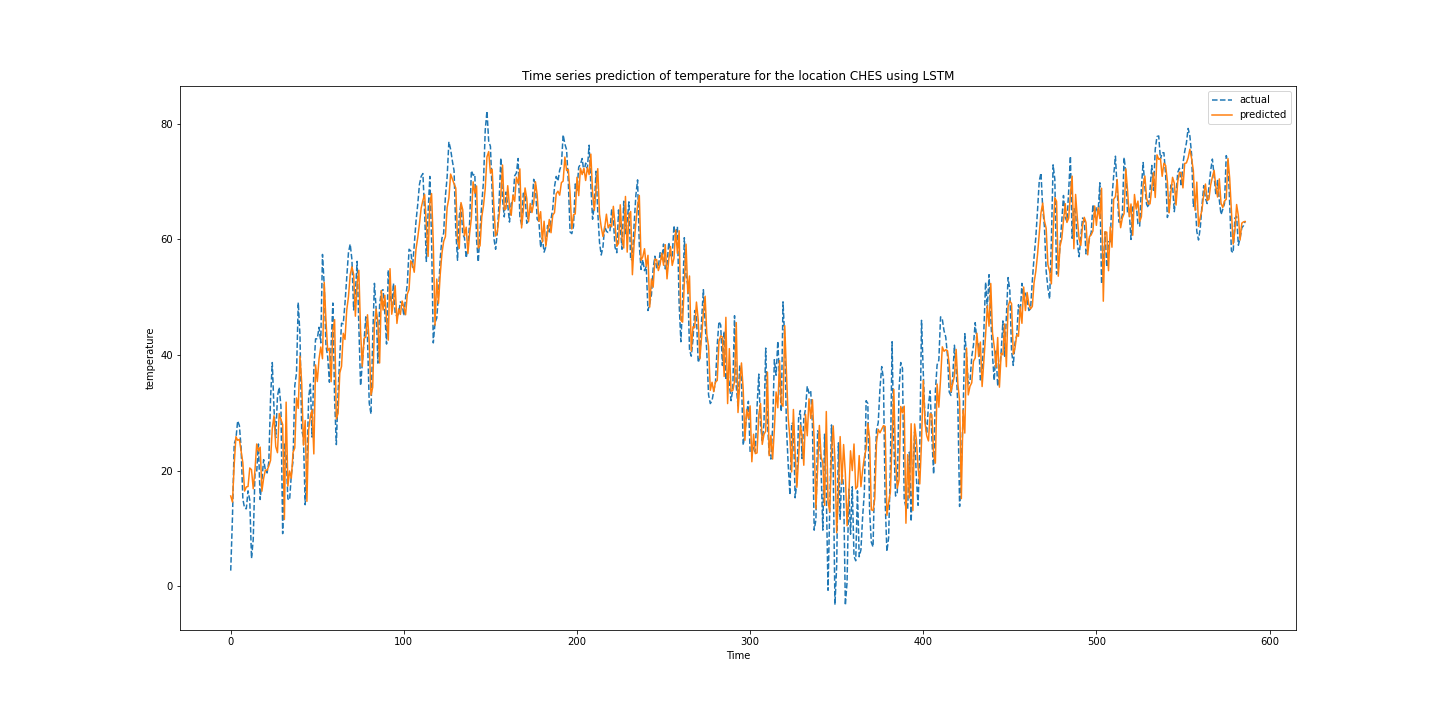 Time series prediction of temperature for the location CHES using LSTM
actual
predicted
80
60
40
20
0
temperature
0 100 200 300 400 500 600
Time